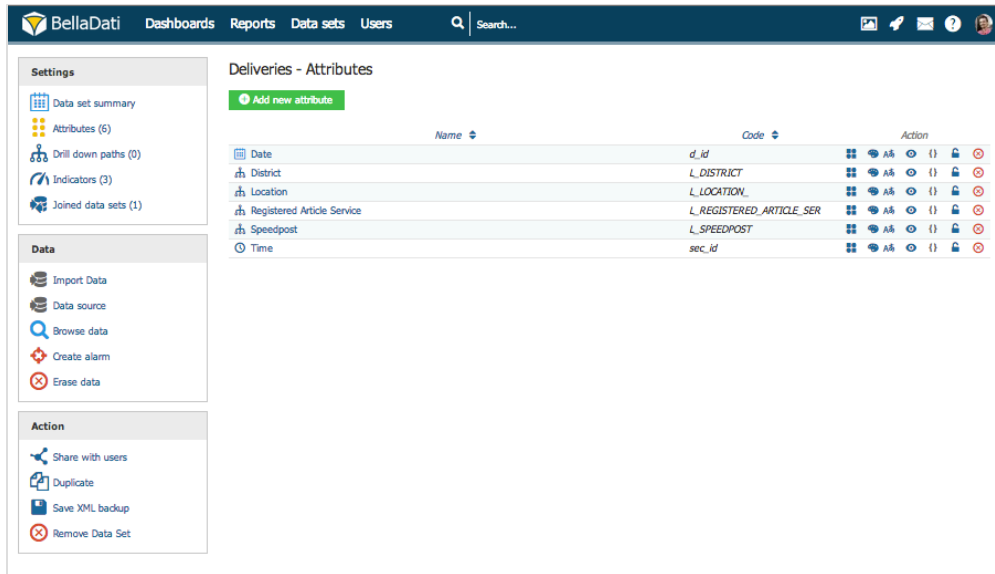 BellaDati Dashboards Reports Data sets Users Search...
Settings
Data set summary
Attributes (6)
Drill down paths (0)
Indicators (3)
Joined data sets (1)
Data
Import Data
Data source
Browse data
Create alarm
Erase data
Action
Share with users
Duplicate
Save XML backup
Remove Data Set
Deliveries - Attributes
Add new attribute
Name Code Action
Date d_id {}
District L_DISTRICT {}
Location L_LOCATION_ {}
Registered Article Service L_REGISTERED_ARTICLE_SER {}
Speedpost L_SPEEDPOST {}
Time sec_id {}